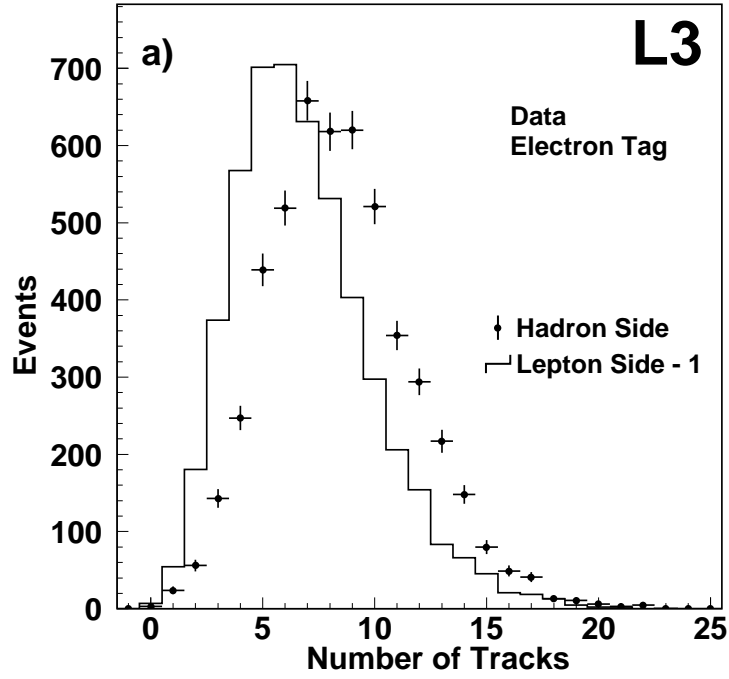 a)
L3
Data
Electron Tag
Hadron Side
Lepton Side - 1
Events
700
600
500
400
300
200
100
0
0 5 10 15 20 25
Number of Tracks